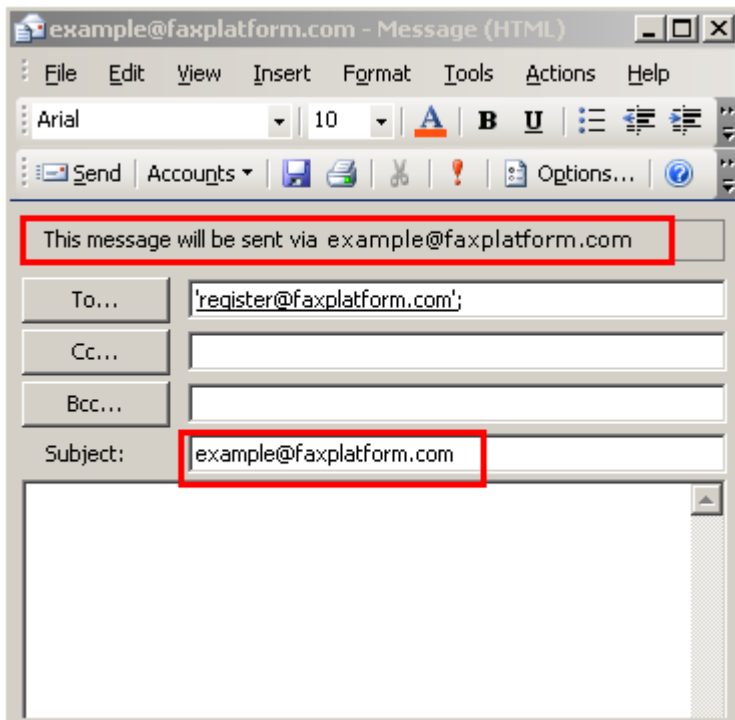 example@faxplatform.com - Message (HTML)
File Edit View Insert Format Tools Actions Help
Arial 10 A B U
Send Accounts Options...
This message will be sent via example@faxplatform.com
To... 'register@faxplatform.com';
Cc...
Bcc...
Subject: example@faxplatform.com